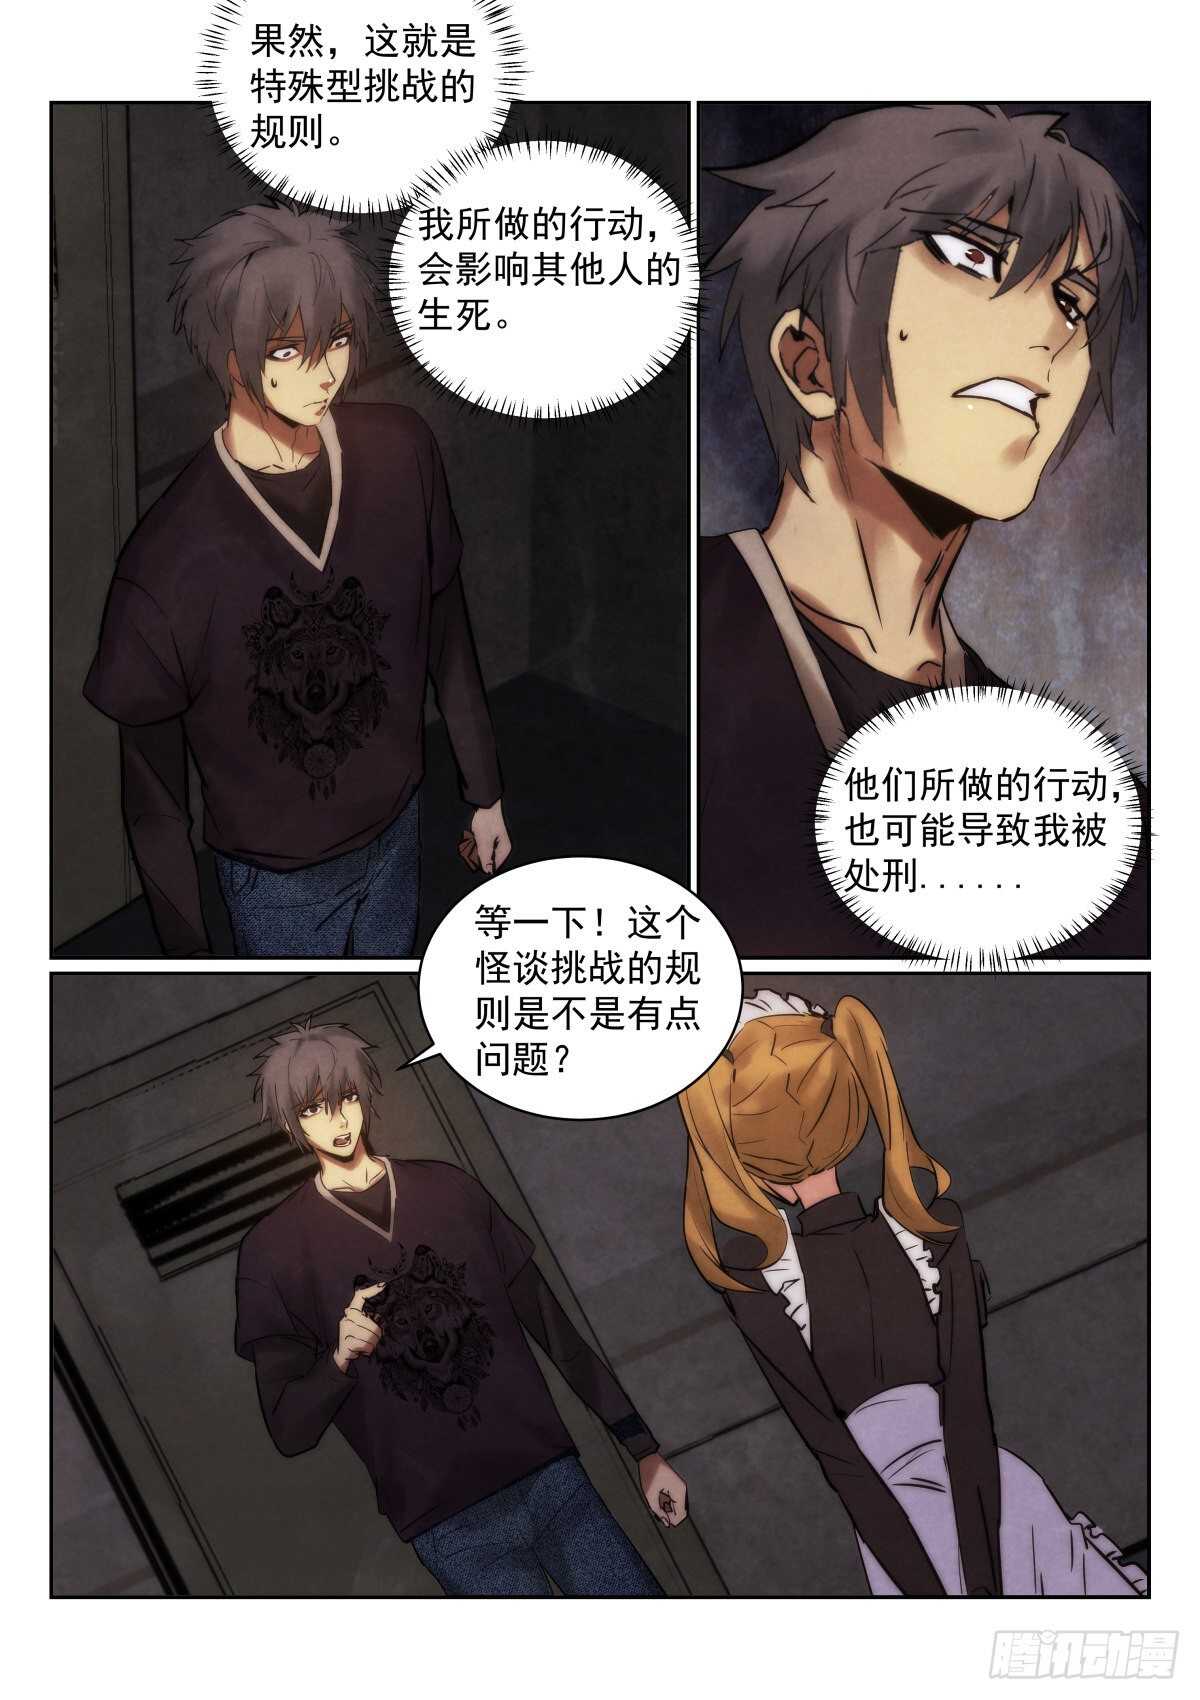 果然，这就是
特殊型挑战的
规则。
我所做的行动，
会影响其他人的
生死。
他们所做的行动，
也可能导致我被
处刑......
等一下！这个
怪谈挑战的规
则是不是有点
问题？
腾讯动漫